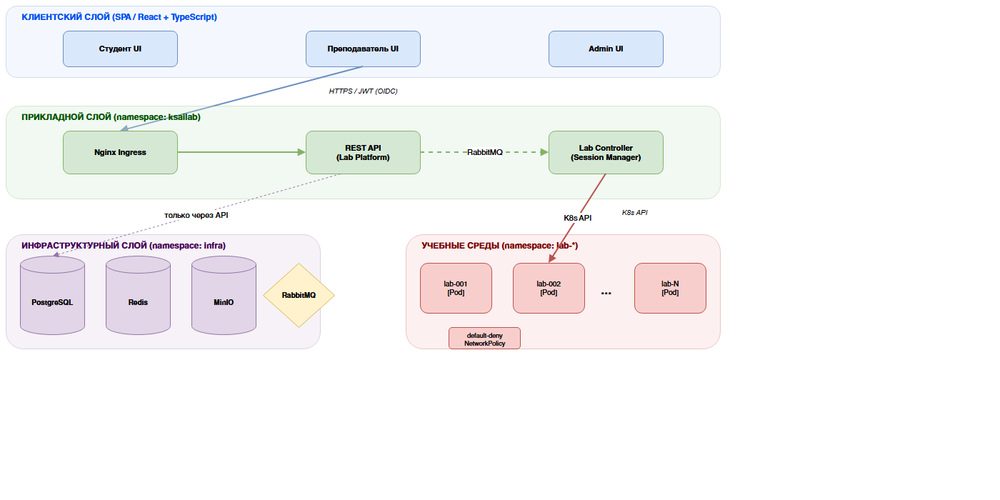 КЛИЕНТСКИЙ СЛОЙ (SPA / React + TypeScript)
Студент UI
Преподаватель UI
Admin UI
HTTPS / JWT (OIDC)
ПРИКЛАДНОЙ СЛОЙ (namespace: ksailab)
Nginx Ingress
REST API
(Lab Platform)
RabbitMQ
Lab Controller
(Session Manager)
только через API
K8s API
K8s API
ИНФРАСТРУКТУРНЫЙ СЛОЙ (namespace: infra)
PostgreSQL
Redis
MinIO
RabbitMQ
УЧЕБНЫЕ СРЕДЫ (namespace: lab-*)
lab-001
[Pod]
lab-002
[Pod]
...
lab-N
[Pod]
default-deny
NetworkPolicy